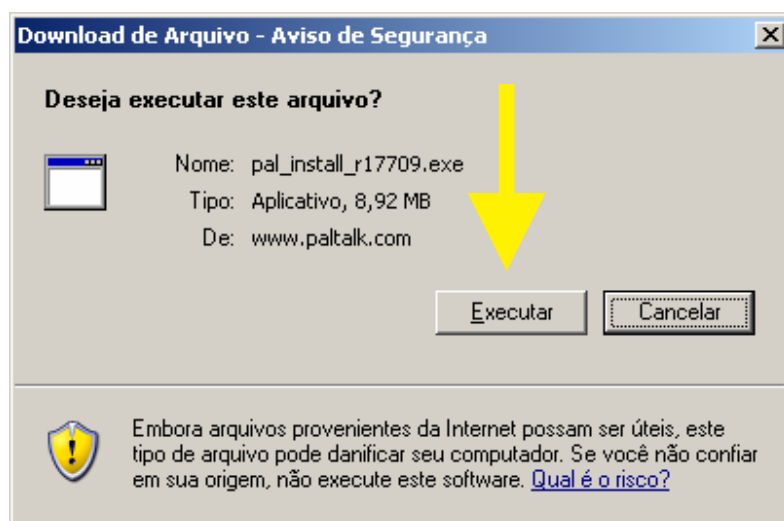 Download de Arquivo - Aviso de Segurança
Deseja executar este arquivo?
Nome: pal_install_r17709.exe
Tipo: Aplicativo, 8,92 MB
De: www.paltalk.com
Executar Cancelar
Embora arquivos provenientes da Internet possam ser úteis, este
tipo de arquivo pode danificar seu computador. Se você não confiar
em sua origem, não execute este software. Qual é o risco?